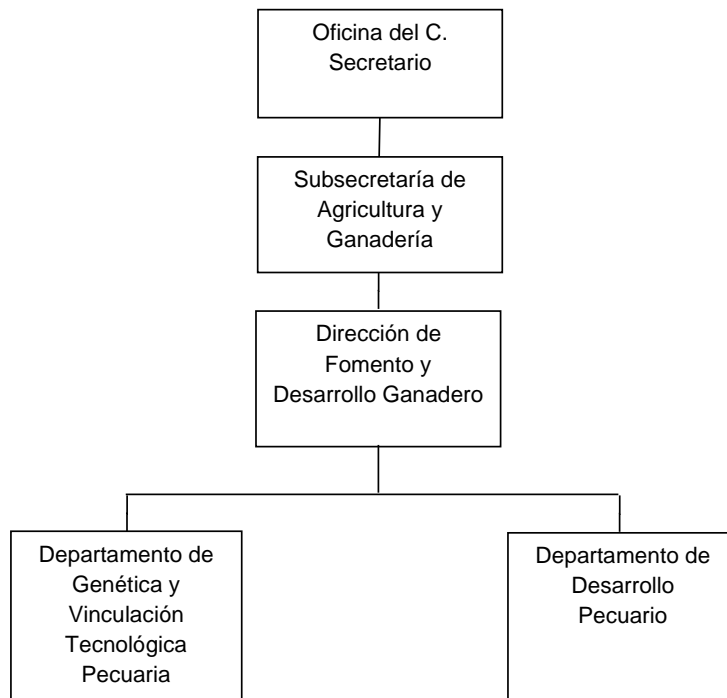 Oficina del C.
Secretario
Subsecretaría de
Agricultura y
Ganadería
Dirección de
Fomento y
Desarrollo Ganadero
Departamento de
Genética y
Vinculación
Tecnológica
Pecuaria
Departamento de
Desarrollo
Pecuario